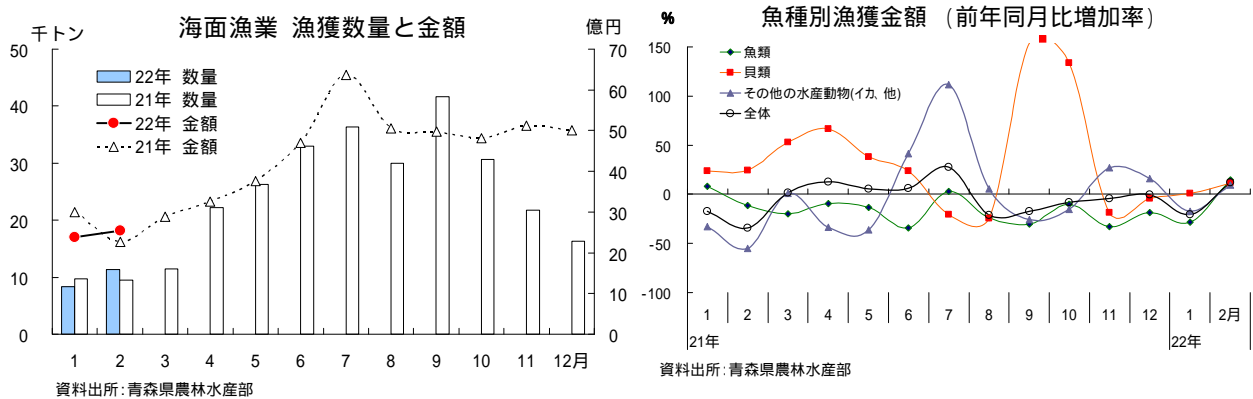 海面漁業 漁獲数量と金額
千トン
億円
50
40
30
20
10
0
70
60
50
40
30
20
10
0
22年 数量
21年 数量
22年 金額
21年 金額
1 2 3 4 5 6 7 8 9 10 11 12月
資料出所:青森県農林水産部
魚種別漁獲金額 (前年同月比増加率)
%
150
100
50
0
-50
-100
魚類
貝類
その他の水産動物(イカ、他)
全体
1 2 3 4 5 6 7 8 9 10 11 12 1 2月
21年 22年
資料出所:青森県農林水産部